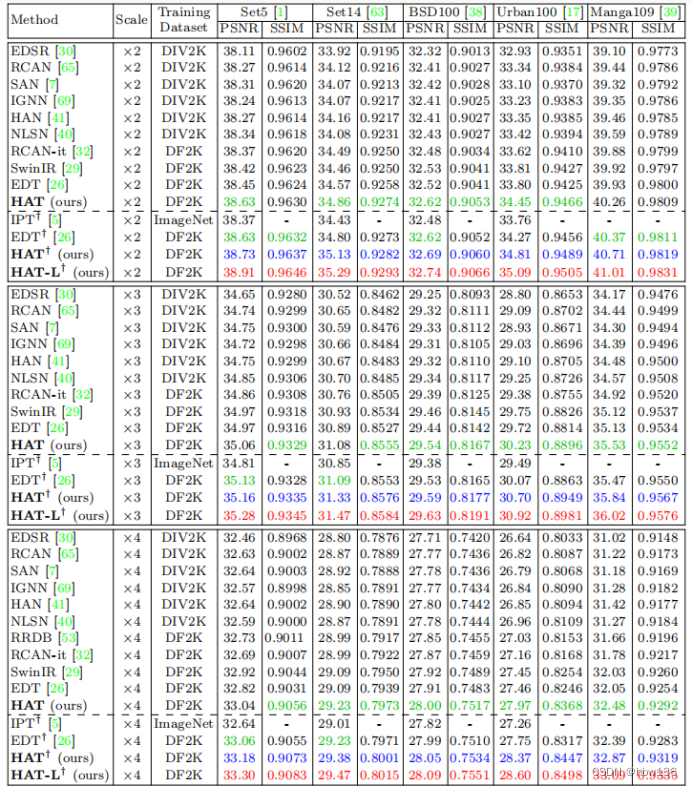 Method Scale Training Dataset Set5 [1] Set14 [63] BSD100 [38] Urban100 [17] Manga109 [39]
PSNR SSIM PSNR SSIM PSNR SSIM PSNR SSIM PSNR SSIM
EDSR [30] ×2 DIV2K 38.11 0.9602 33.92 0.9195 32.32 0.9013 32.93 0.9351 39.10 0.9773
RCAN [65] ×2 DIV2K 38.27 0.9614 34.12 0.9216 32.41 0.9027 33.34 0.9384 39.44 0.9786
SAN [7] ×2 DIV2K 38.31 0.9620 34.07 0.9213 32.42 0.9028 33.10 0.9370 39.32 0.9792
IGNN [69] ×2 DIV2K 38.24 0.9613 34.07 0.9217 32.41 0.9025 33.23 0.9383 39.35 0.9786
HAN [41] ×2 DIV2K 38.27 0.9614 34.16 0.9217 32.41 0.9027 33.35 0.9385 39.46 0.9785
NLSN [40] ×2 DIV2K 38.34 0.9618 34.08 0.9231 32.43 0.9027 33.42 0.9394 39.59 0.9789
RCAN-it [32] ×2 DF2K 38.37 0.9620 34.49 0.9250 32.48 0.9034 33.62 0.9410 39.88 0.9799
SwinIR [29] ×2 DF2K 38.42 0.9623 34.46 0.9250 32.53 0.9041 33.81 0.9427 39.92 0.9797
EDT [26] ×2 DF2K 38.45 0.9624 34.57 0.9258 32.52 0.9041 33.80 0.9425 39.93 0.9800
HAT (ours) ×2 DF2K 38.63 0.9630 34.86 0.9274 32.62 0.9053 34.45 0.9466 40.26 0.9809
IPT† [5] ×2 ImageNet 38.37 - 34.43 - 32.48 - 33.76 -
EDT† [26] ×2 DF2K 38.63 0.9632 34.80 0.9273 32.62 0.9052 34.27 0.9456 40.37 0.9811
HAT† (ours) ×2 DF2K 38.73 0.9637 35.13 0.9282 32.69 0.9060 34.81 0.9489 40.71 0.9819
HAT-L† (ours) ×2 DF2K 38.91 0.9646 35.29 0.9293 32.74 0.9066 35.09 0.9505 41.01 0.9831
EDSR [30] ×3 DIV2K 34.65 0.9280 30.52 0.8462 29.25 0.8093 28.80 0.8653 34.17 0.9476
RCAN [65] ×3 DIV2K 34.74 0.9299 30.65 0.8482 29.32 0.8111 29.09 0.8702 34.44 0.9499
SAN [7] ×3 DIV2K 34.75 0.9300 30.59 0.8476 29.33 0.8112 28.93 0.8671 34.30 0.9494
IGNN [69] ×3 DIV2K 34.72 0.9298 30.66 0.8484 29.31 0.8105 29.03 0.8696 34.39 0.9496
HAN [41] ×3 DIV2K 34.75 0.9299 30.67 0.8483 29.32 0.8110 29.10 0.8705 34.48 0.9500
NLSN [40] ×3 DIV2K 34.85 0.9306 30.70 0.8485 29.34 0.8117 29.25 0.8726 34.57 0.9508
RCAN-it [32] ×3 DF2K 34.86 0.9308 30.76 0.8505 29.39 0.8125 29.38 0.8755 34.92 0.9520
SwinIR [29] ×3 DF2K 34.97 0.9318 30.93 0.8534 29.46 0.8145 29.75 0.8826 35.12 0.9537
EDT [26] ×3 DF2K 34.97 0.9316 30.89 0.8527 29.44 0.8142 29.72 0.8814 35.13 0.9534
HAT (ours) ×3 DF2K 35.06 0.9329 31.08 0.8555 29.54 0.8167 30.23 0.8896 35.53 0.9552
IPT† [5] ×3 ImageNet 34.81 - 30.85 - 29.38 - 29.49 -
EDT† [26] ×3 DF2K 35.13 0.9328 31.09 0.8553 29.53 0.8165 30.07 0.8863 35.47 0.9550
HAT† (ours) ×3 DF2K 35.16 0.9335 31.33 0.8576 29.59 0.8177 30.70 0.8949 35.84 0.9567
HAT-L† (ours) ×3 DF2K 35.28 0.9345 31.47 0.8584 29.63 0.8191 30.92 0.8981 36.02 0.9576
EDSR [30] ×4 DIV2K 32.46 0.8968 28.80 0.7876 27.71 0.7420 26.64 0.8033 31.02 0.9148
RCAN [65] ×4 DIV2K 32.63 0.9002 28.87 0.7889 27.77 0.7436 26.82 0.8087 31.22 0.9173
SAN [7] ×4 DIV2K 32.64 0.9003 28.92 0.7888 27.78 0.7436 26.79 0.8068 31.18 0.9169
IGNN [69] ×4 DIV2K 32.57 0.8998 28.85 0.7891 27.77 0.7434 26.84 0.8090 31.28 0.9182
HAN [41] ×4 DIV2K 32.64 0.9002 28.90 0.7890 27.80 0.7442 26.85 0.8094 31.42 0.9177
NLSN [40] ×4 DIV2K 32.59 0.9000 28.87 0.7891 27.78 0.7444 26.96 0.8109 31.27 0.9184
RRDB [53] ×4 DF2K 32.73 0.9011 28.99 0.7917 27.85 0.7455 27.03 0.8153 31.66 0.9196
RCAN-it [32] ×4 DF2K 32.69 0.9007 28.99 0.7922 27.87 0.7459 27.16 0.8168 31.78 0.9217
SwinIR [29] ×4 DF2K 32.92 0.9044 29.09 0.7950 27.92 0.7489 27.45 0.8254 32.03 0.9260
EDT [26] ×4 DF2K 32.82 0.9031 29.09 0.7939 27.91 0.7483 27.46 0.8246 32.05 0.9254
HAT (ours) ×4 DF2K 33.04 0.9056 29.23 0.7973 28.00 0.7517 27.97 0.8368 32.48 0.9292
IPT† [5] ×4 ImageNet 32.64 - 29.01 - 27.82 - 27.26 -
EDT† [26] ×4 DF2K 33.06 0.9055 29.23 0.7971 27.99 0.7510 27.75 0.8317 32.39 0.9283
HAT† (ours) ×4 DF2K 33.18 0.9073 29.38 0.8001 28.05 0.7534 28.37 0.8447 32.87 0.9319
HAT-L† (ours) ×4 DF2K 33.30 0.9083 29.47 0.8015 28.09 0.7551 28.60 0.8498